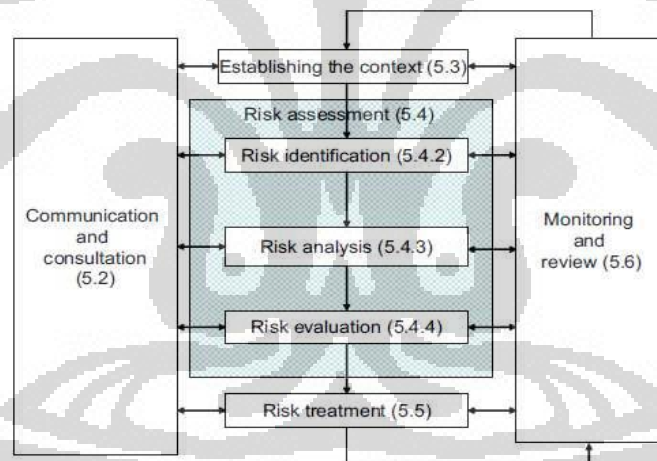 Establishing the context (5.3)
Risk assessment (5.4)
Risk identification (5.4.2)
Communication
and
consultation
(5.2)
Risk analysis (5.4.3)
Monitoring
and
review (5.6)
Risk evaluation (5.4.4)
Risk treatment (5.5)